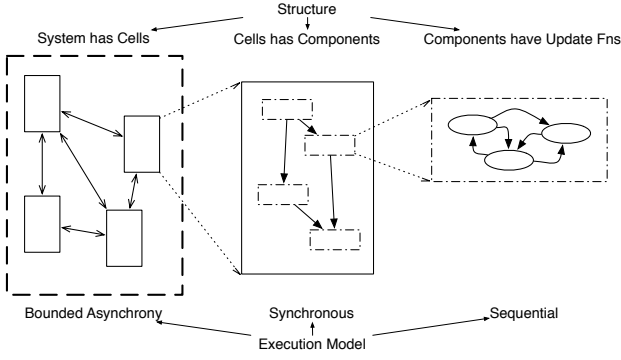 Structure
System has Cells
Cells has Components
Components have Update Fns
Bounded Asynchrony
Synchronous
Sequential
Execution Model